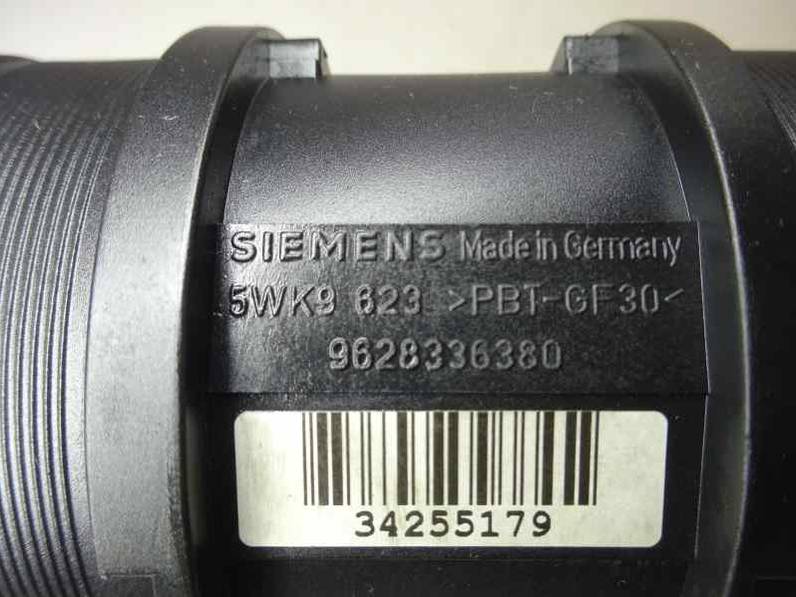 SIEMENS Made in Germany
5WK9 623 >PBT-GF30<
9628336380
34255179